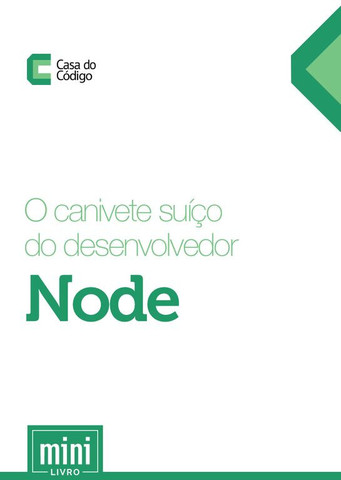 Casa do
Código
O canivete suíço
do desenvolvedor
Node
mini
LIVRO